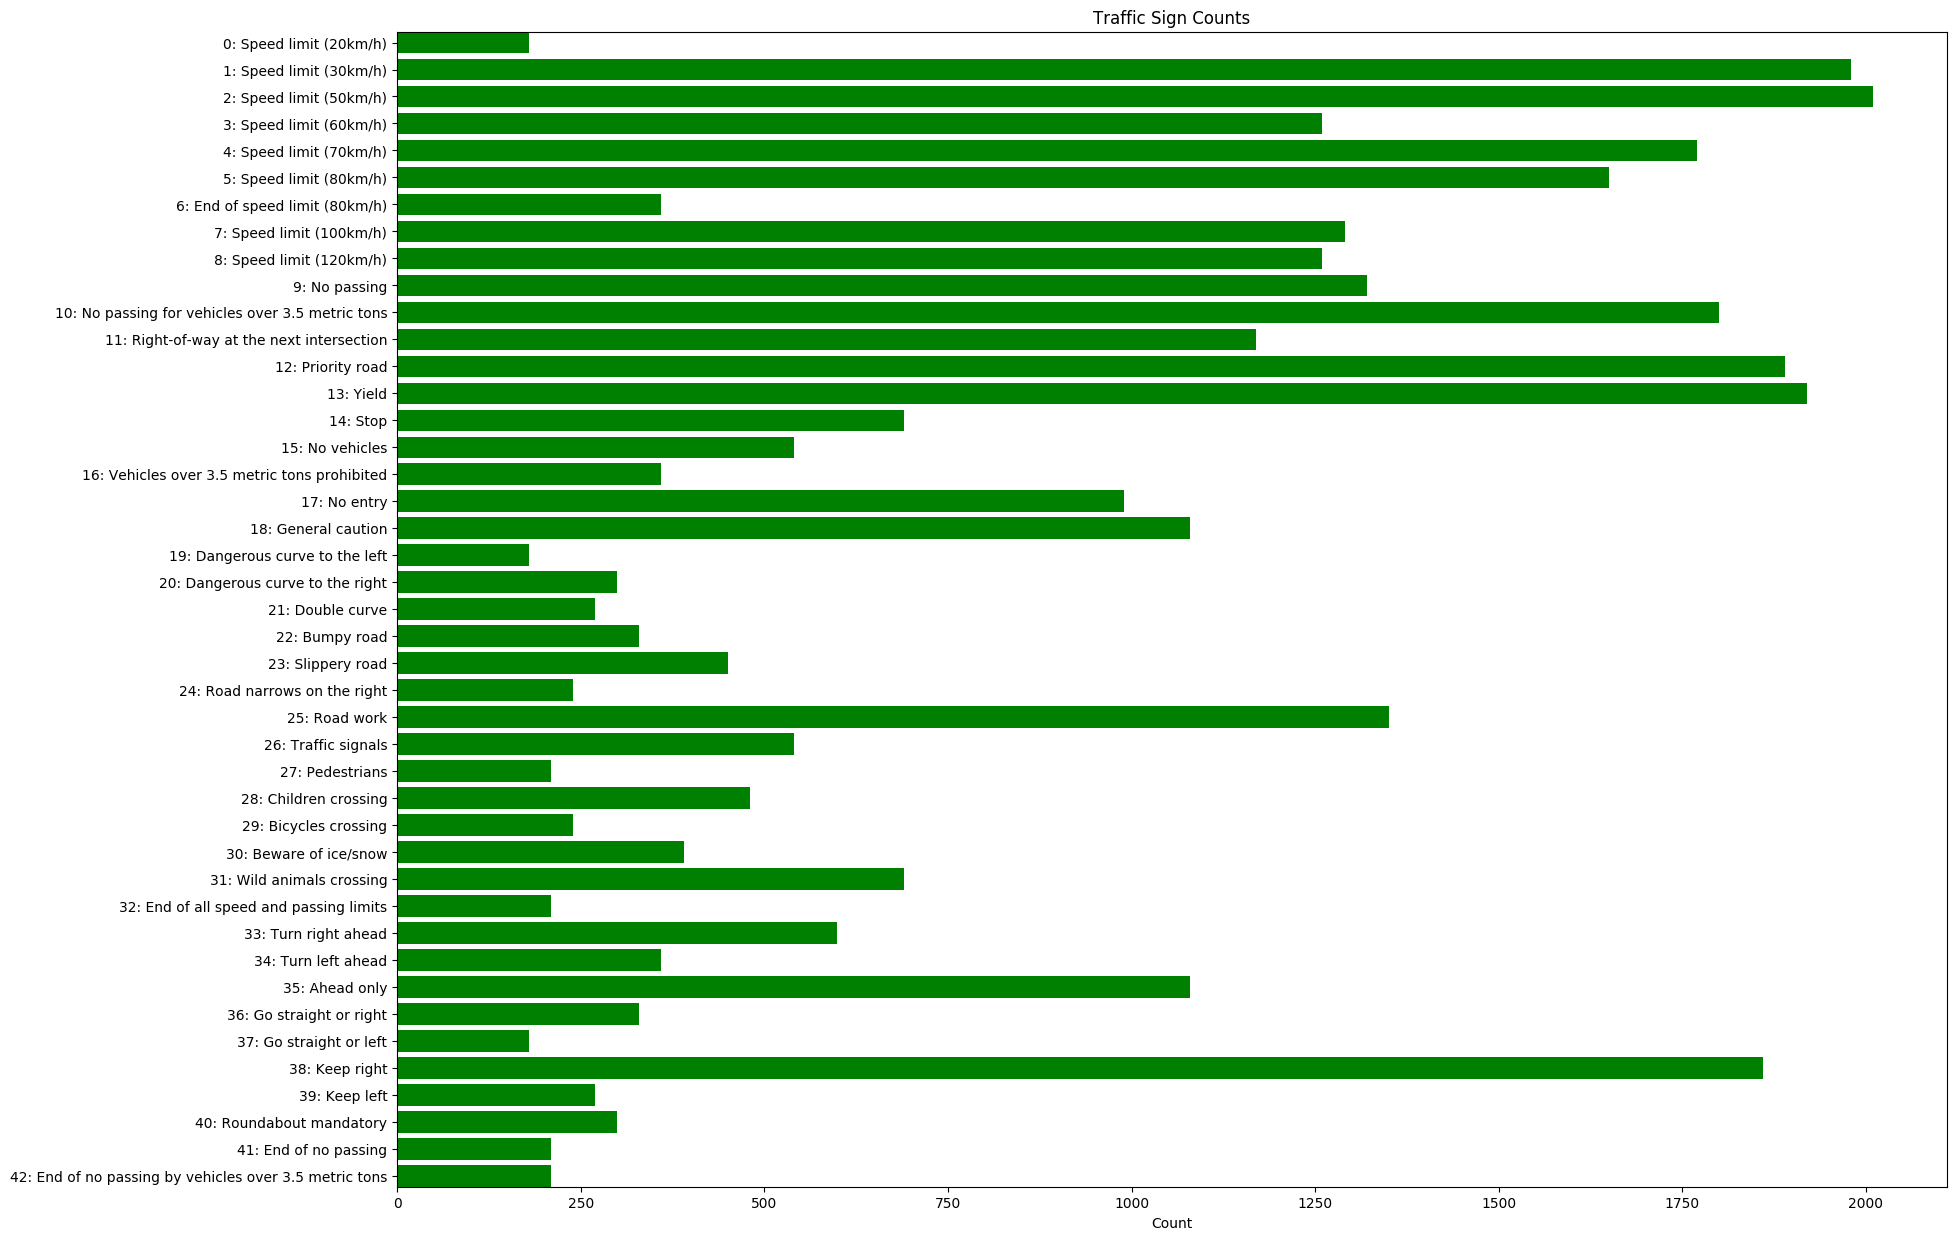 Traffic Sign Counts
0: Speed limit (20km/h)
1: Speed limit (30km/h)
2: Speed limit (50km/h)
3: Speed limit (60km/h)
4: Speed limit (70km/h)
5: Speed limit (80km/h)
6: End of speed limit (80km/h)
7: Speed limit (100km/h)
8: Speed limit (120km/h)
9: No passing
10: No passing for vehicles over 3.5 metric tons
11: Right-of-way at the next intersection
12: Priority road
13: Yield
14: Stop
15: No vehicles
16: Vehicles over 3.5 metric tons prohibited
17: No entry
18: General caution
19: Dangerous curve to the left
20: Dangerous curve to the right
21: Double curve
22: Bumpy road
23: Slippery road
24: Road narrows on the right
25: Road work
26: Traffic signals
27: Pedestrians
28: Children crossing
29: Bicycles crossing
30: Beware of ice/snow
31: Wild animals crossing
32: End of all speed and passing limits
33: Turn right ahead
34: Turn left ahead
35: Ahead only
36: Go straight or right
37: Go straight or left
38: Keep right
39: Keep left
40: Roundabout mandatory
41: End of no passing
42: End of no passing by vehicles over 3.5 metric tons
0 250 500 750 1000 1250 1500 1750 2000
Count